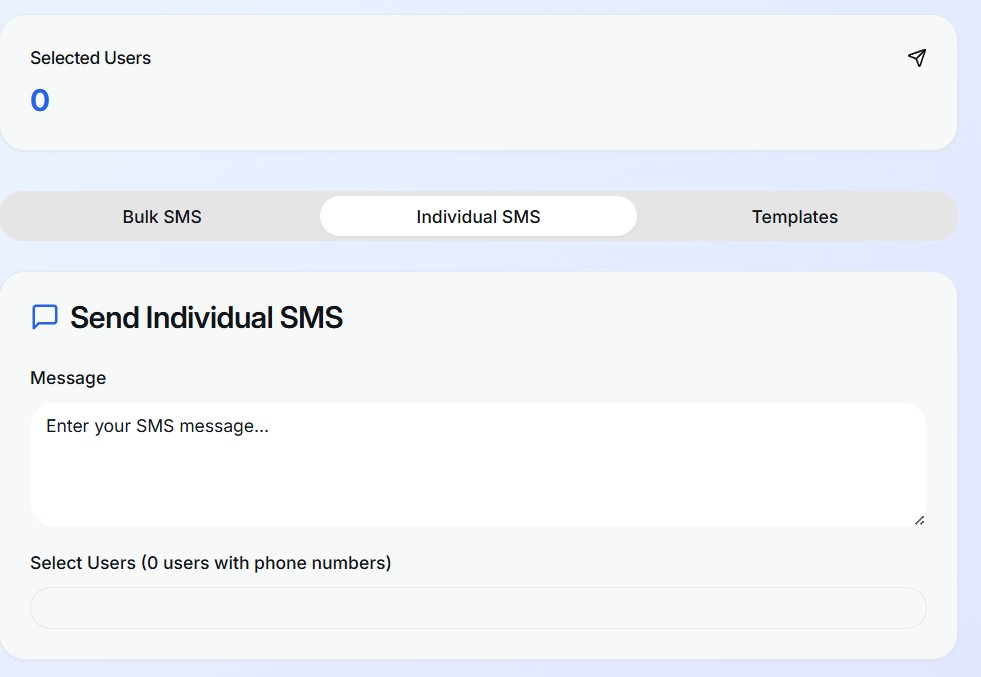 Selected Users
0
Bulk SMS Individual SMS Templates
Send Individual SMS
Message
Enter your SMS message...
Select Users (0 users with phone numbers)